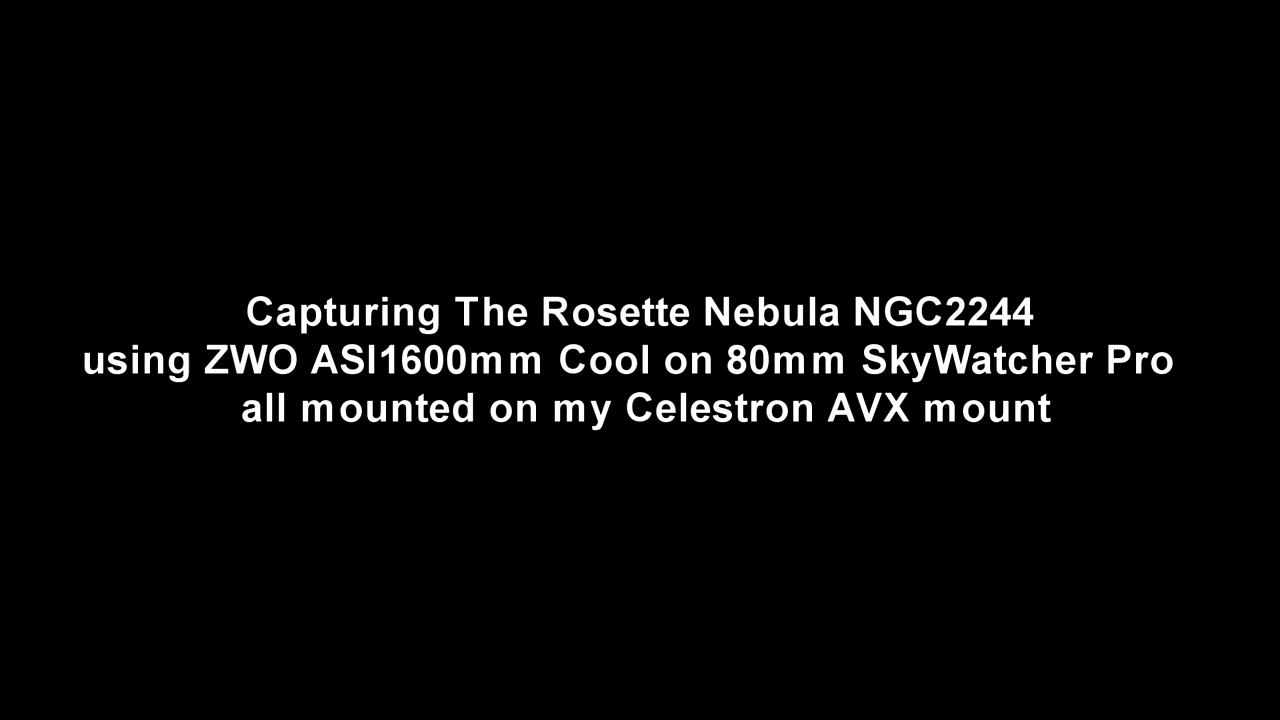 Capturing The Rosette Nebula NGC2244
using ZWO ASI1600mm Cool on 80mm SkyWatcher Pro
all mounted on my Celestron AVX mount